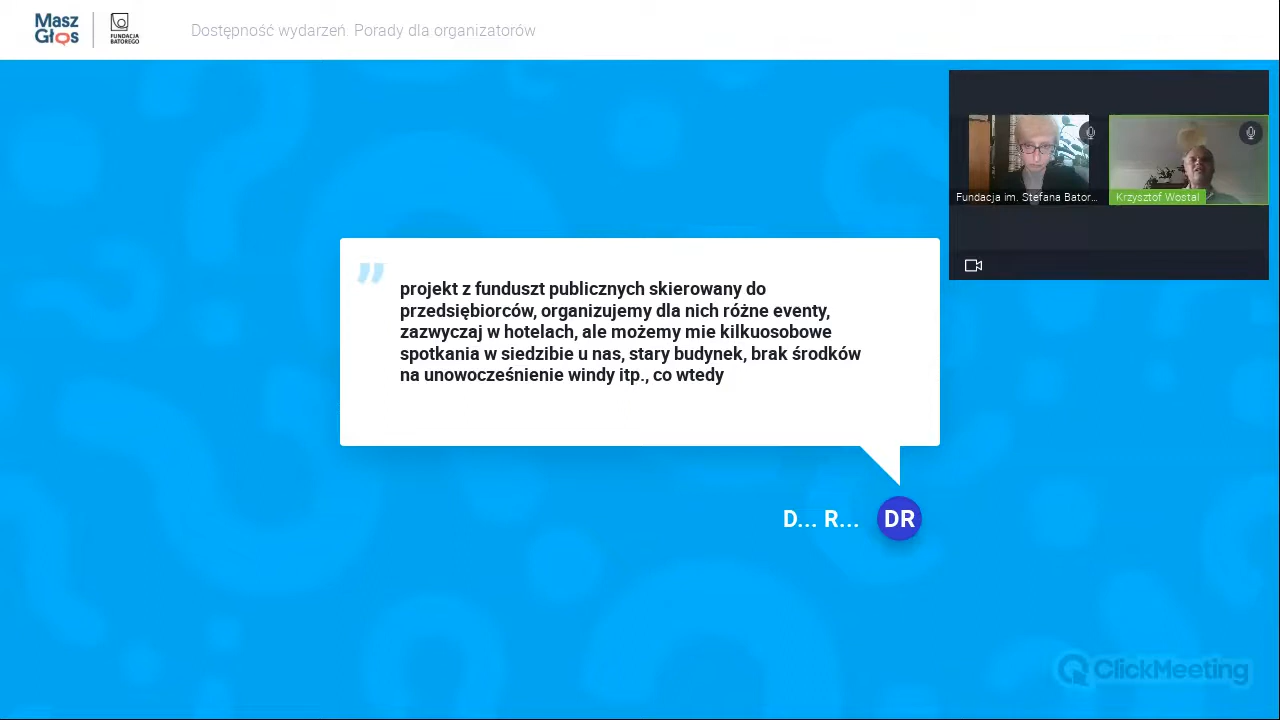 Masz
Głos
FUNDACJA
BATOREGO
Dostępność wydarzeń. Porady dla organizatorów
Fundacja im. Stefana Bator...
Krzysztof Wostal
projekt z funduszt publicznych skierowany do
przedsiębiorców, organizujemy dla nich różne eventy,
zazwyczaj w hotelach, ale możemy mie kilkuosobowe
spotkania w siedzibie u nas, stary budynek, brak środków
na unowocześnienie windy itp., co wtedy
D... R...
DR
ClickMeeting